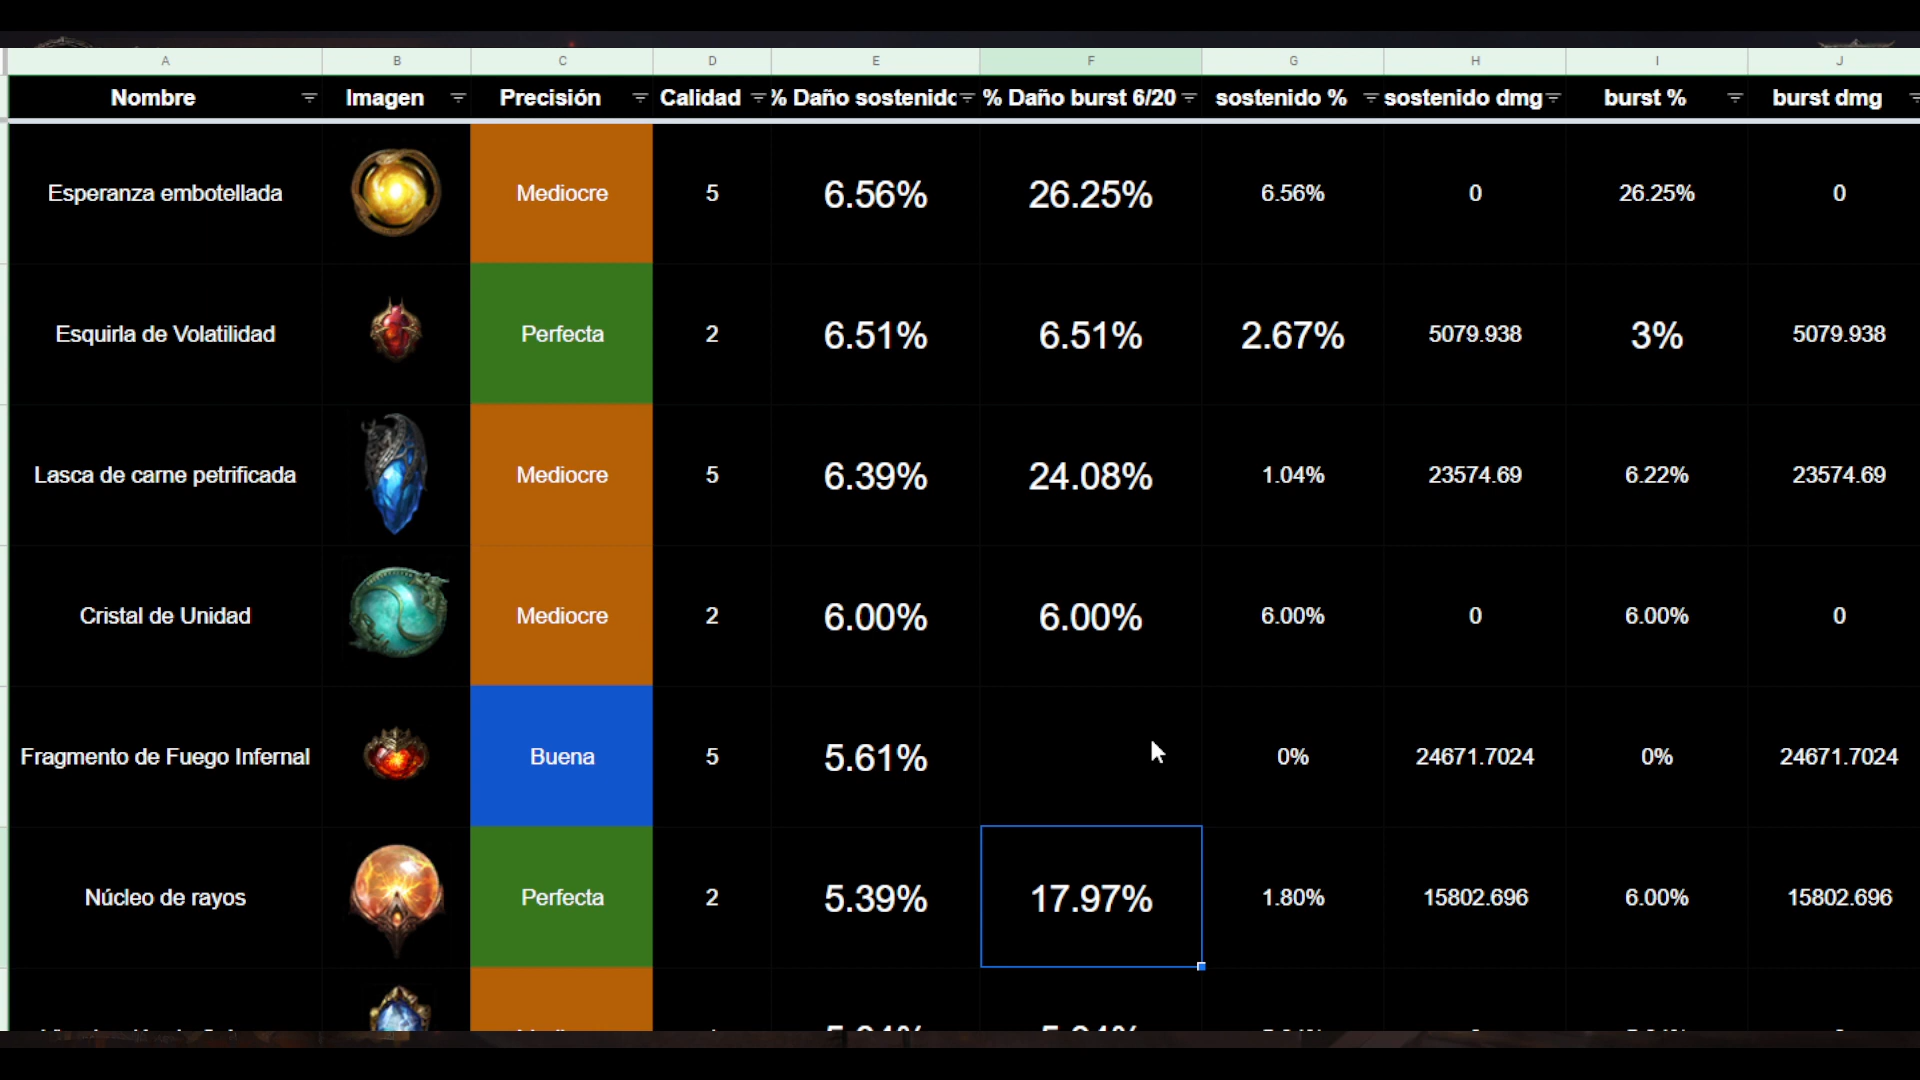 A B C D E F G H I J
Nombre Imagen Precisión Calidad % Daño sostenido % Daño burst 6/20 sostenido % sostenido dmg burst % burst dmg
Esperanza embotellada Mediocre 5 6.56% 26.25% 6.56% 0 26.25% 0
Esquirla de Volatilidad Perfecta 2 6.51% 6.51% 2.67% 5079.938 3% 5079.938
Lasca de carne petrificada Mediocre 5 6.39% 24.08% 1.04% 23574.69 6.22% 23574.69
Cristal de Unidad Mediocre 2 6.00% 6.00% 6.00% 0 6.00% 0
Fragmento de Fuego Infernal Buena 5 5.61% 0% 24671.7024 0% 24671.7024
Núcleo de rayos Perfecta 2 5.39% 17.97% 1.80% 15802.696 6.00% 15802.696